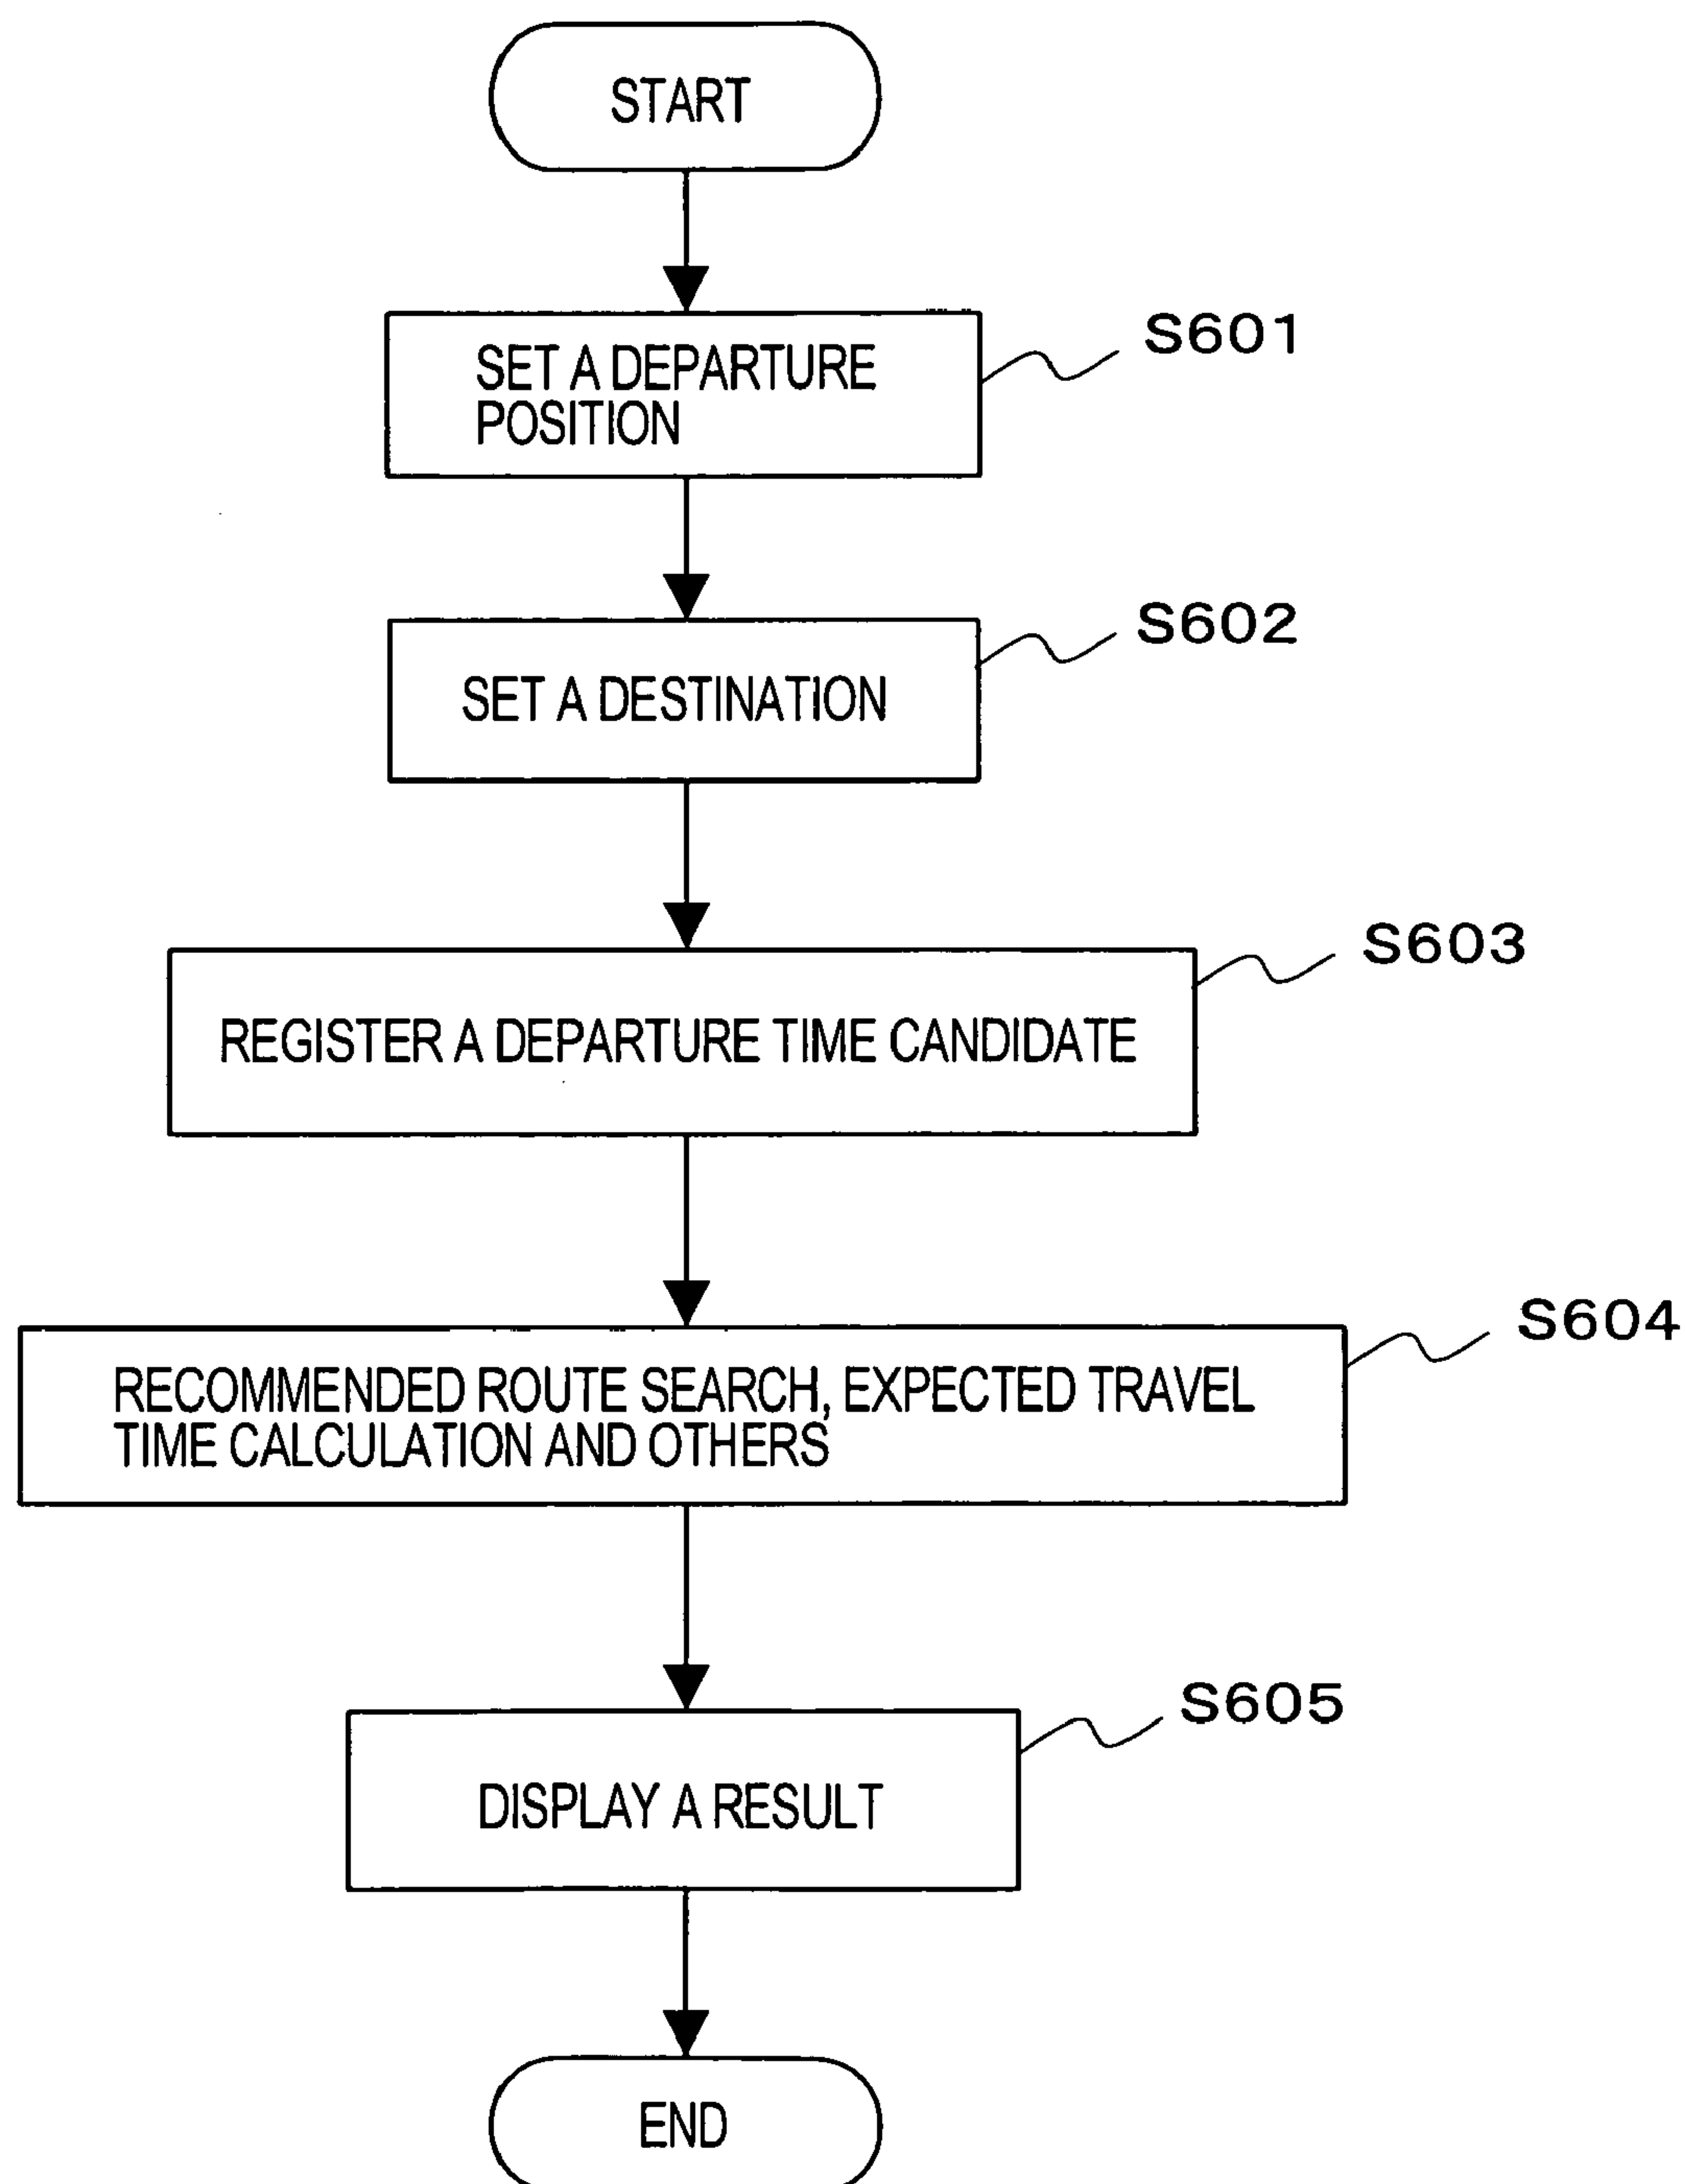 START
S601
SET A DEPARTURE
POSITION
S602
SET A DESTINATION
S603
REGISTER A DEPARTURE TIME CANDIDATE
S604
RECOMMENDED ROUTE SEARCH, EXPECTED TRAVEL
TIME CALCULATION AND OTHERS
S605
DISPLAY A RESULT
END